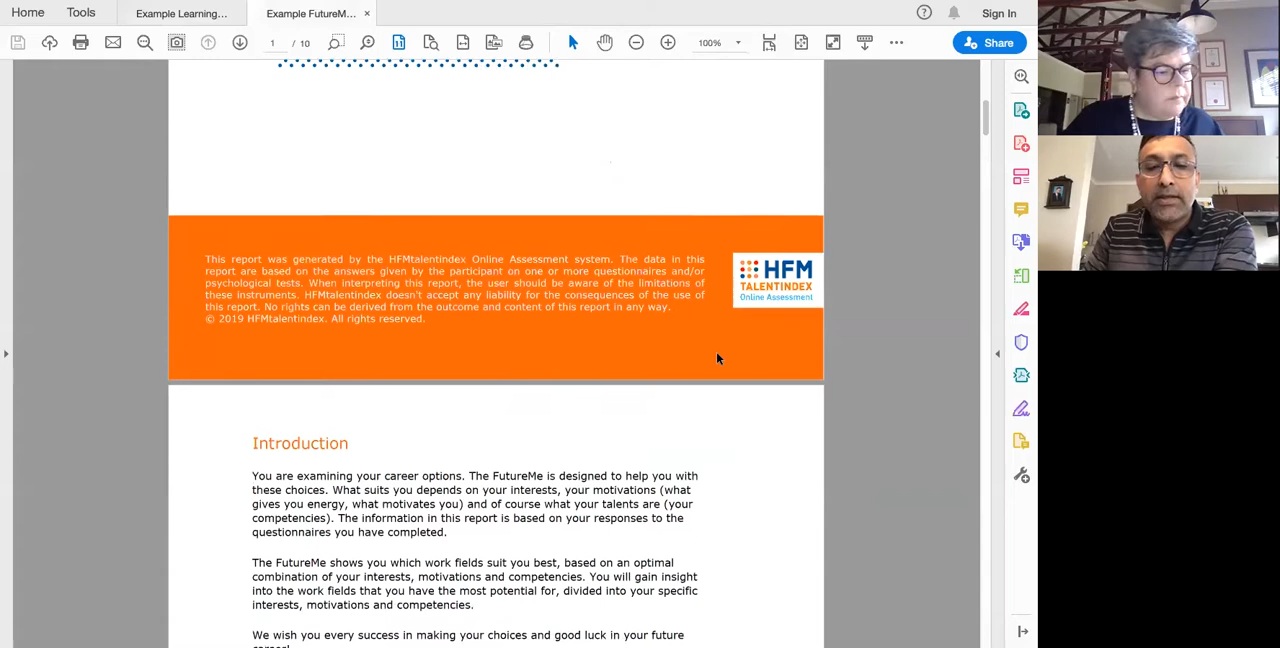 Home Tools Example Learning... Example FutureM... × Sign In
1 / 10 100% Share
This report was generated by the HFMtalentindex Online Assessment system. The data in this
report are based on the answers given by the participant on one or more questionnaires and/or
psychological tests. When interpreting this report, the user should be aware of the limitations of
these instruments. HFMtalentindex doesn't accept any liability for the consequences of the use of
this report. No rights can be derived from the outcome and content of this report in any way.
© 2019 HFMtalentindex. All rights reserved.
HFM
TALENTINDEX
Online Assessment
Introduction
You are examining your career options. The FutureMe is designed to help you with
these choices. What suits you depends on your interests, your motivations (what
gives you energy, what motivates you) and of course what your talents are (your
competencies). The information in this report is based on your responses to the
questionnaires you have completed.
The FutureMe shows you which work fields suit you best, based on an optimal
combination of your interests, motivations and competencies. You will gain insight
into the work fields that you have the most potential for, divided into your specific
interests, motivations and competencies.
We wish you every success in making your choices and good luck in your future
career!